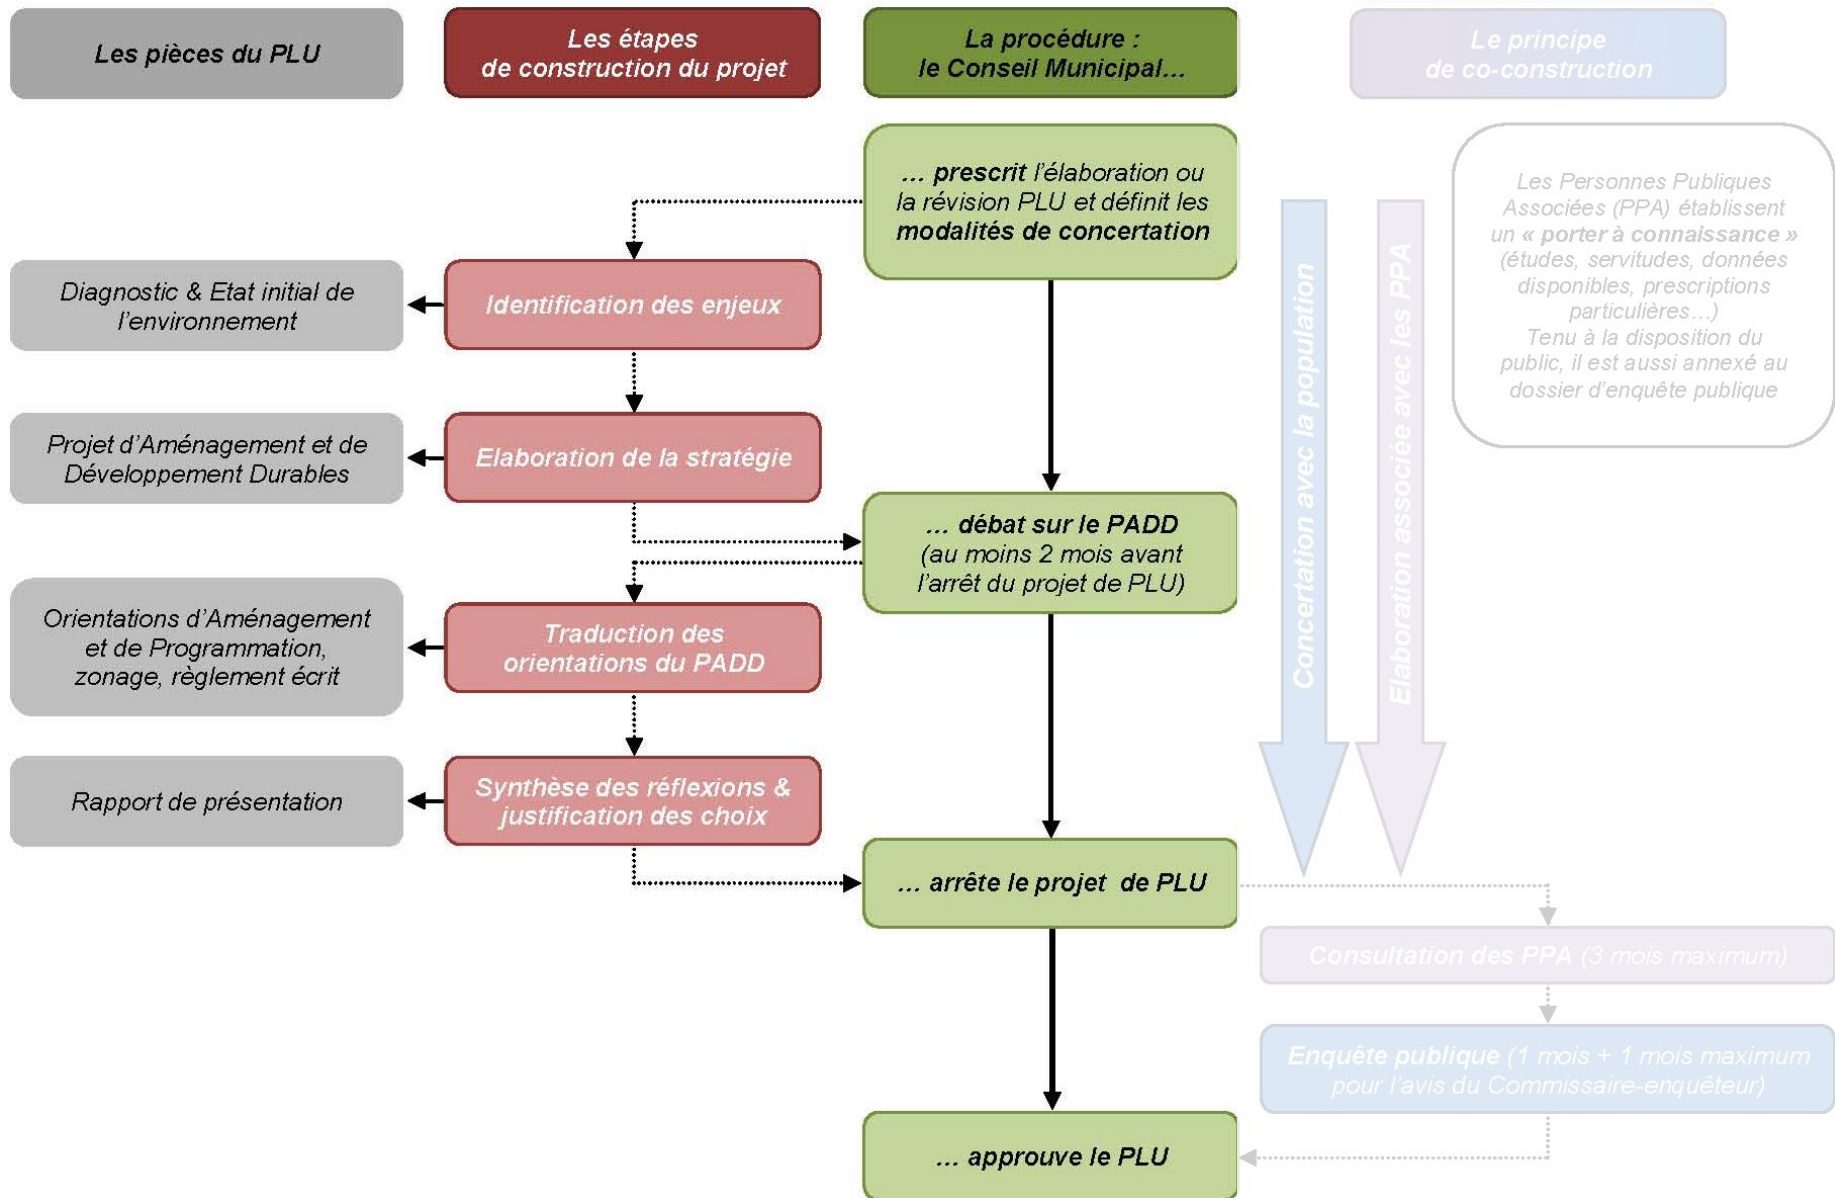 Les pièces du PLU
Les étapes
de construction du projet
La procédure :
le Conseil Municipal…
Le principe
de co-construction
… prescrit l'élaboration ou
la révision PLU et définit les
modalités de concertation
Les Personnes Publiques
Associées (PPA) établissent
un « porter à connaissance »
(études, servitudes, données
disponibles, prescriptions
particulières…)
Tenu à la disposition du
public, il est aussi annexé au
dossier d'enquête publique
Diagnostic & Etat initial de
l'environnement
Identification des enjeux
Concertation avec la population
Elaboration associée avec les PPA
Projet d'Aménagement et de
Développement Durables
Elaboration de la stratégie
… débat sur le PADD
(au moins 2 mois avant
l'arrêt du projet de PLU)
Orientations d'Aménagement
et de Programmation,
zonage, règlement écrit
Traduction des
orientations du PADD
Rapport de présentation
Synthèse des réflexions &
justification des choix
… arrête le projet de PLU
Consultation des PPA (3 mois maximum)
Enquête publique (1 mois + 1 mois maximum
pour l'avis du Commissaire-enquêteur)
… approuve le PLU